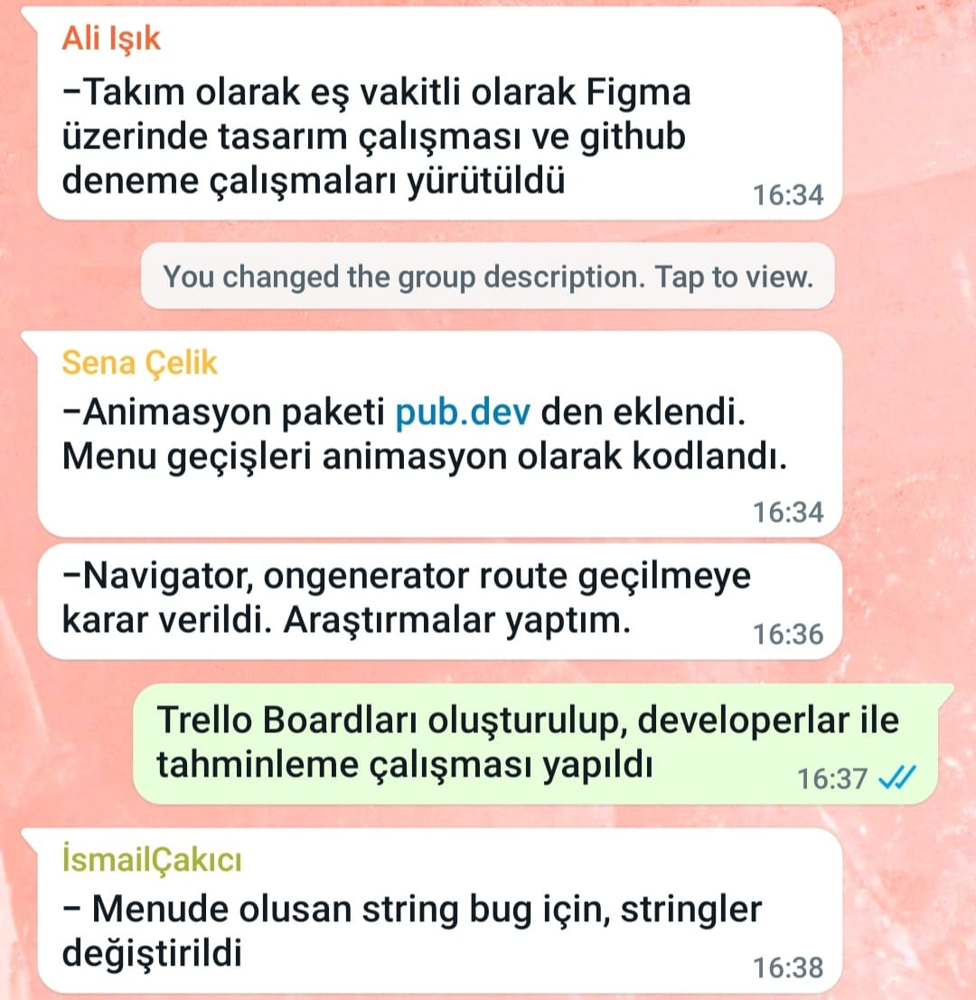 Ali Işık
–Takım olarak eş vakitli olarak Figma
üzerinde tasarım çalışması ve github
deneme çalışmaları yürütüldü
16:34
You changed the group description. Tap to view.
Sena Çelik
–Animasyon paketi pub.dev den eklendi.
Menu geçişleri animasyon olarak kodlandı.
16:34
–Navigator, ongenerator route geçilmeye
karar verildi. Araştırmalar yaptım.
16:36
Trello Boardları oluşturulup, developerlar ile
tahminleme çalışması yapıldı
16:37
İsmailÇakıcı
– Menude olusan string bug için, stringler
değiştirildi
16:38